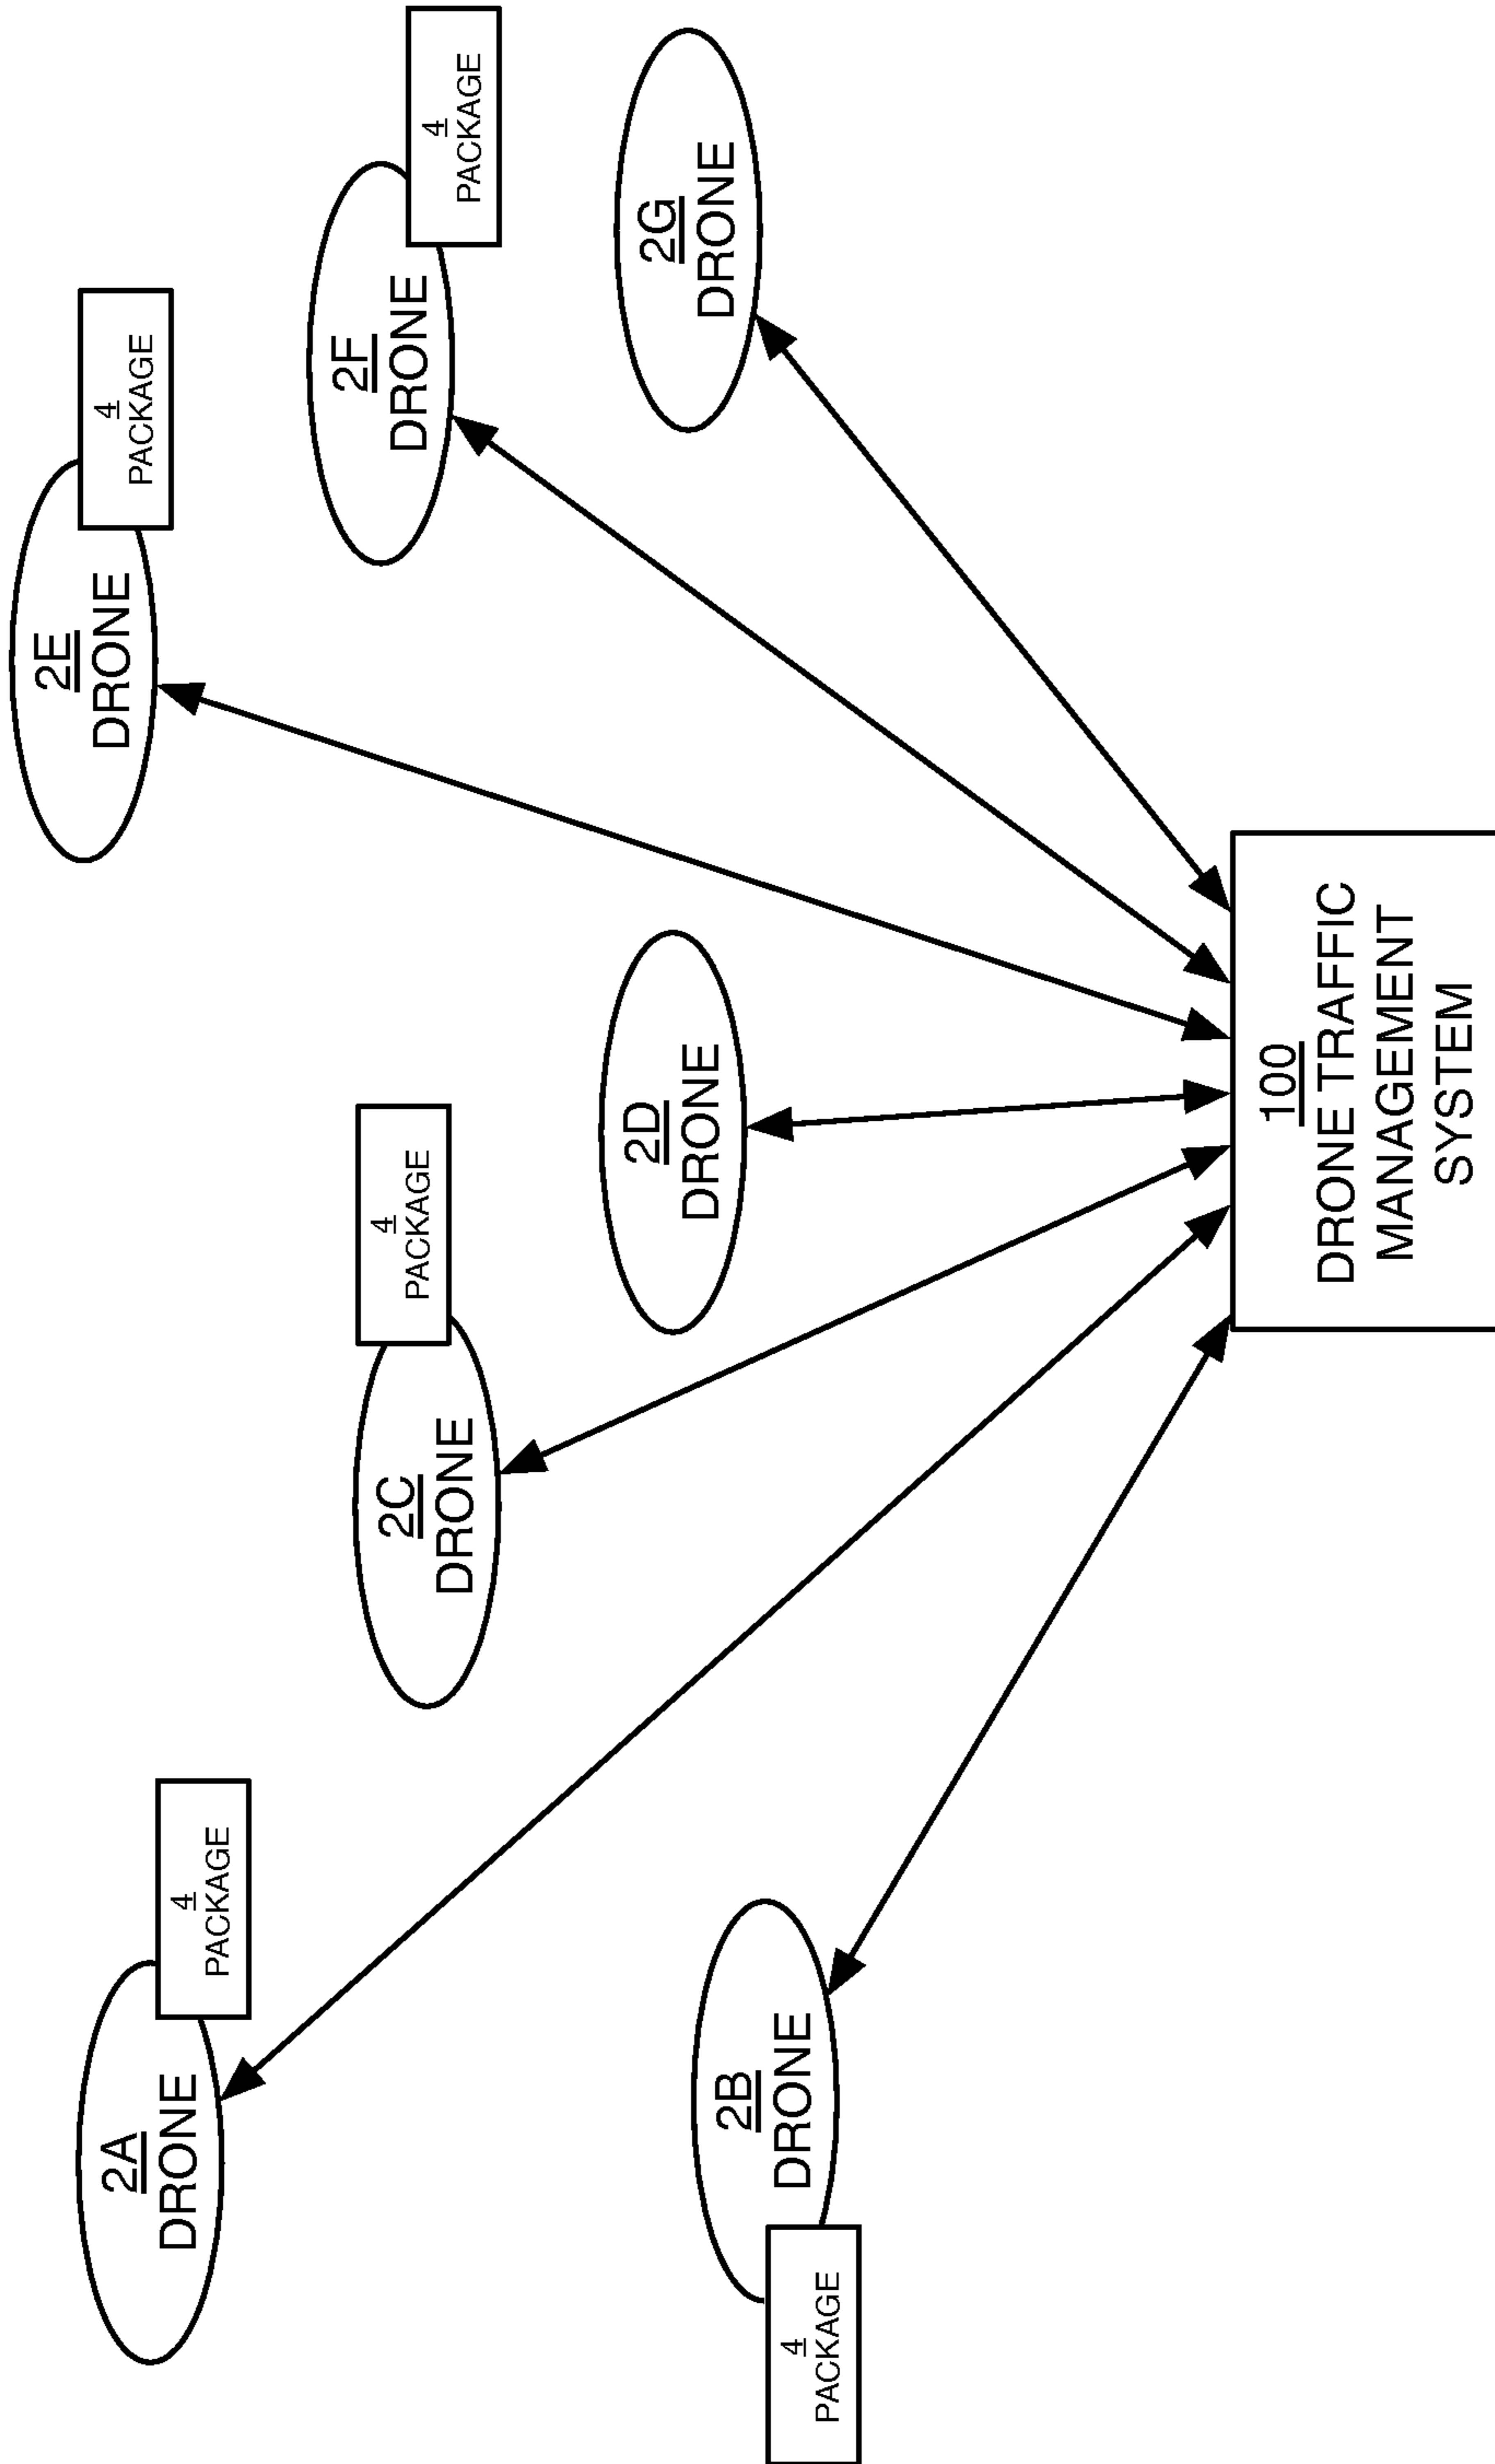 2E
DRONE
4
PACKAGE
2A
DRONE
4
PACKAGE
2F
DRONE
4
PACKAGE
2C
DRONE
4
PACKAGE
2D
DRONE
2G
DRONE
2B
DRONE
4
PACKAGE
100
DRONE TRAFFIC
MANAGEMENT
SYSTEM